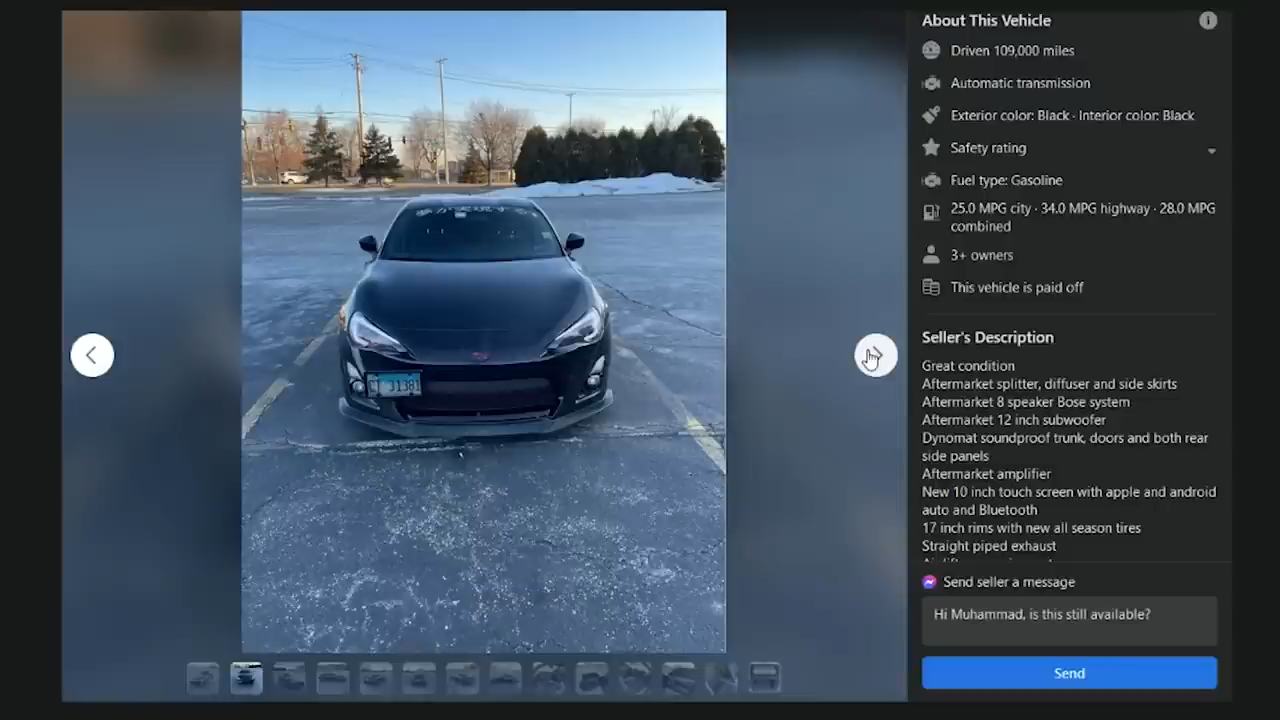 About This Vehicle
Driven 109,000 miles
Automatic transmission
Exterior color: Black · Interior color: Black
Safety rating
Fuel type: Gasoline
25.0 MPG city · 34.0 MPG highway · 28.0 MPG
combined
3+ owners
This vehicle is paid off
Seller's Description
Great condition
Aftermarket splitter, diffuser and side skirts
Aftermarket 8 speaker Bose system
Aftermarket 12 inch subwoofer
Dynomat soundproof trunk, doors and both rear
side panels
Aftermarket amplifier
New 10 inch touch screen with apple and android
auto and Bluetooth
17 inch rims with new all season tires
Straight piped exhaust
Send seller a message
Hi Muhammad, is this still available?
Send